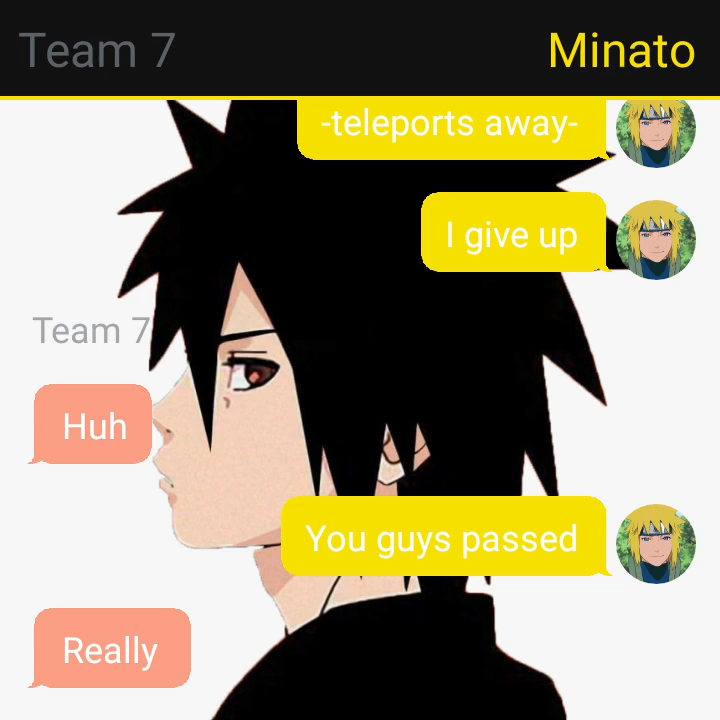 Team 7
Minato
-teleports away-
I give up
Team 7
Huh
You guys passed
Really